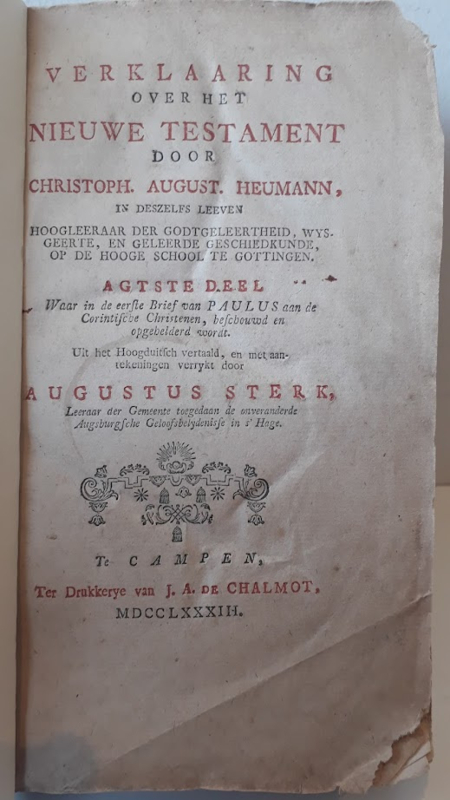 VERKLAARING
OVER HET
NIEUWE TESTAMENT
DOOR
CHRISTOPH. AUGUST. HEUMANN,
IN DESZELFS LEEVEN
HOOGLEERAAR DER GODTGELEERTHEID, WYS-
GEERTE, EN GELEERDE GESCHIEDKUNDE,
OP DE HOOGE SCHOOL TE GOTTINGEN.
AGTSTE DEEL
Waar in de eerſte Brief van PAULUS aan de
Corintiſche Christenen, beſchouwd en
opgehelderd wordt.
Uit het Hoogduitſch vertaald, en met aan-
tekeningen verrykt door
AUGUSTUS STERK,
Leeraar der Gemeente toegedaan de onveranderde
Augsburgſche Geloofsbelydenisſe in s' Hage.
Te CAMPEN,
Ter Drukkerye van J. A. DE CHALMOT,
MDCCLXXXIII.